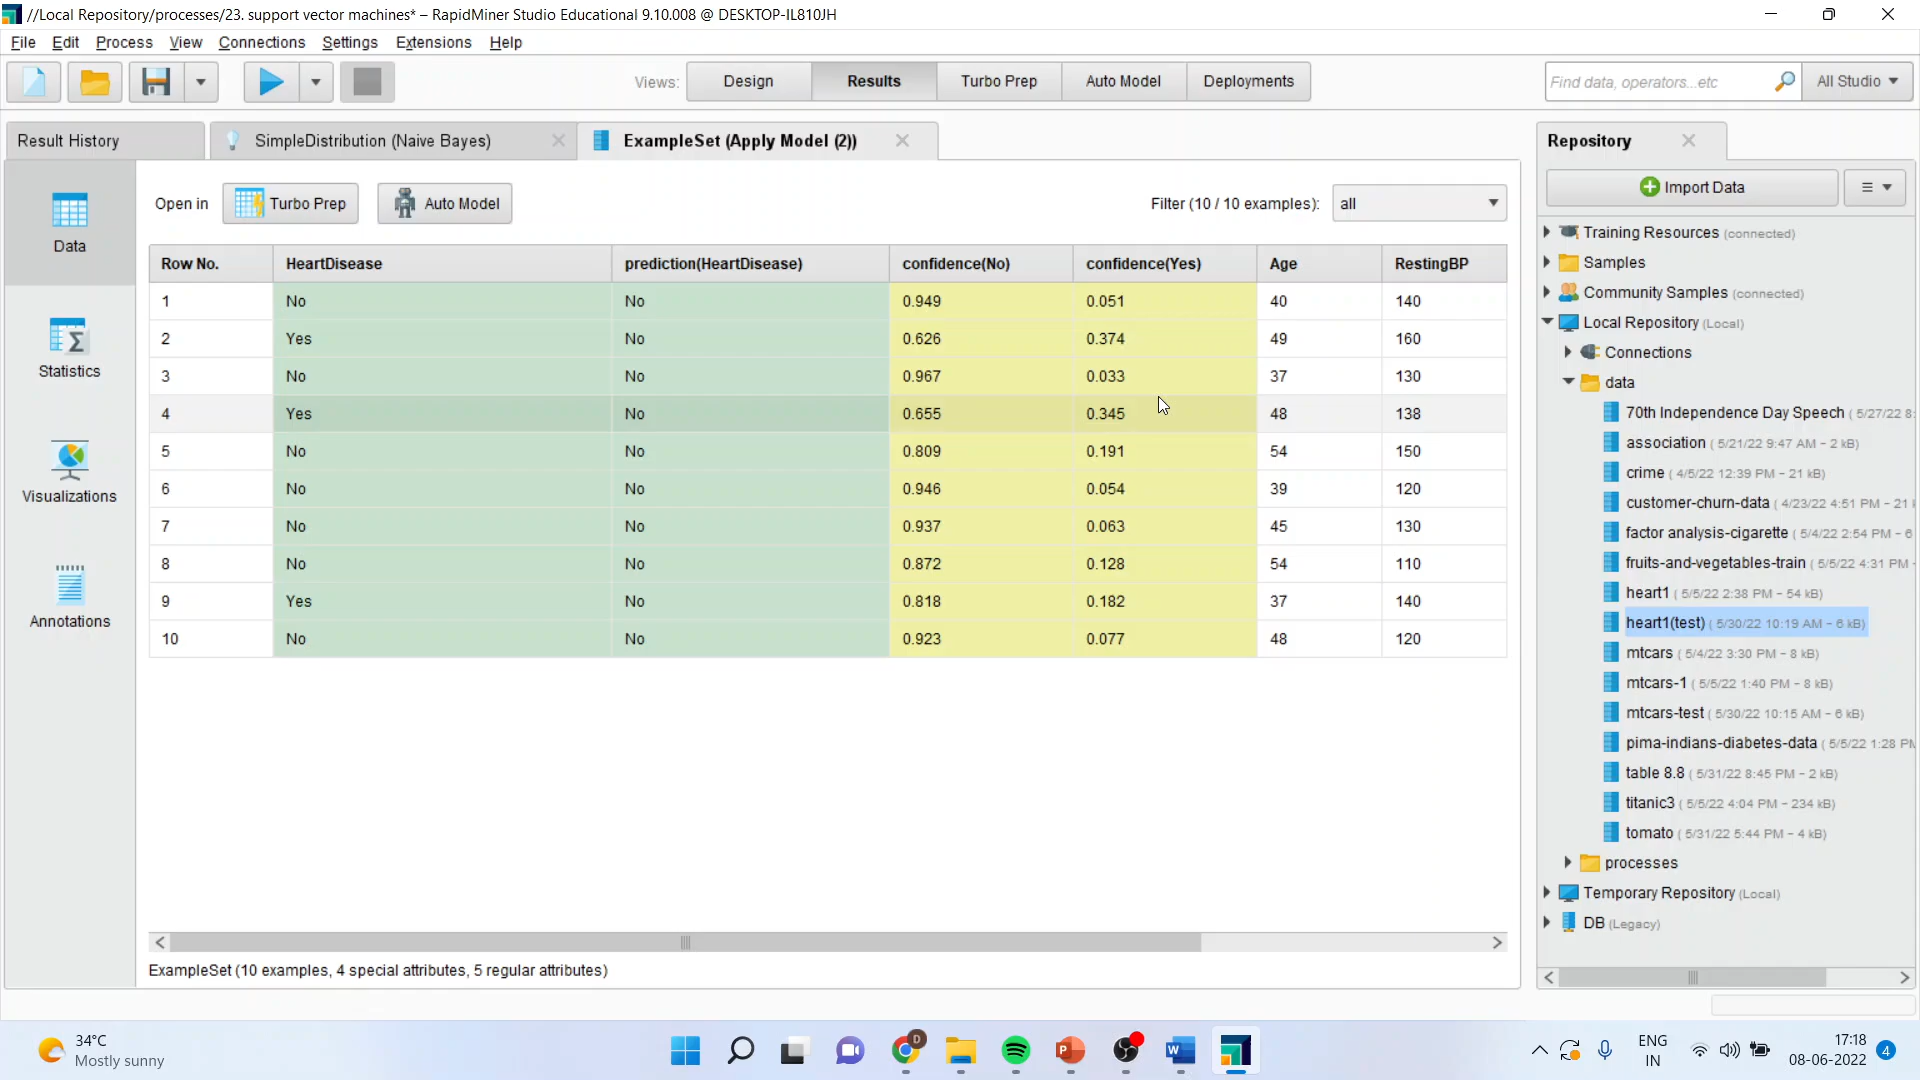 //Local Repository/processes/23. support vector machines* – RapidMiner Studio Educational 9.10.008 @ DESKTOP-IL810JH
File Edit Process View Connections Settings Extensions Help
Views: Design Results Turbo Prep Auto Model Deployments Find data, operators...etc All Studio
Result History SimpleDistribution (Naive Bayes) ExampleSet (Apply Model (2)) Repository
Open in Turbo Prep Auto Model Filter (10 / 10 examples): all
Data
Statistics
Visualizations
Annotations
Row No. HeartDisease prediction(HeartDisease) confidence(No) confidence(Yes) Age RestingBP
1 No No 0.949 0.051 40 140
2 Yes No 0.626 0.374 49 160
3 No No 0.967 0.033 37 130
4 Yes No 0.655 0.345 48 138
5 No No 0.809 0.191 54 150
6 No No 0.946 0.054 39 120
7 No No 0.937 0.063 45 130
8 No No 0.872 0.128 54 110
9 Yes No 0.818 0.182 37 140
10 No No 0.923 0.077 48 120
ExampleSet (10 examples, 4 special attributes, 5 regular attributes)
Import Data
Training Resources (connected)
Samples
Community Samples (connected)
Local Repository (Local)
Connections
data
70th Independence Day Speech ( 5/27/22 8:
association ( 5/21/22 9:47 AM – 2 kB)
crime ( 4/5/22 12:39 PM – 21 kB)
customer-churn-data ( 4/23/22 4:51 PM – 21
factor analysis-cigarette ( 5/4/22 2:54 PM – 6
fruits-and-vegetables-train ( 5/5/22 4:31 PM -
heart1 ( 5/5/22 2:38 PM – 54 kB)
heart1(test) ( 5/30/22 10:19 AM – 6 kB)
mtcars ( 5/4/22 3:30 PM – 8 kB)
mtcars-1 ( 5/5/22 1:40 PM – 8 kB)
mtcars-test ( 5/30/22 10:15 AM – 6 kB)
pima-indians-diabetes-data ( 5/5/22 1:28 PM
table 8.8 ( 5/31/22 8:45 PM – 2 kB)
titanic3 ( 5/5/22 4:04 PM – 234 kB)
tomato ( 5/31/22 5:44 PM – 4 kB)
processes
Temporary Repository (Local)
DB (Legacy)
34°C
Mostly sunny
D
P
W
ENG
IN
17:18
08-06-2022
4